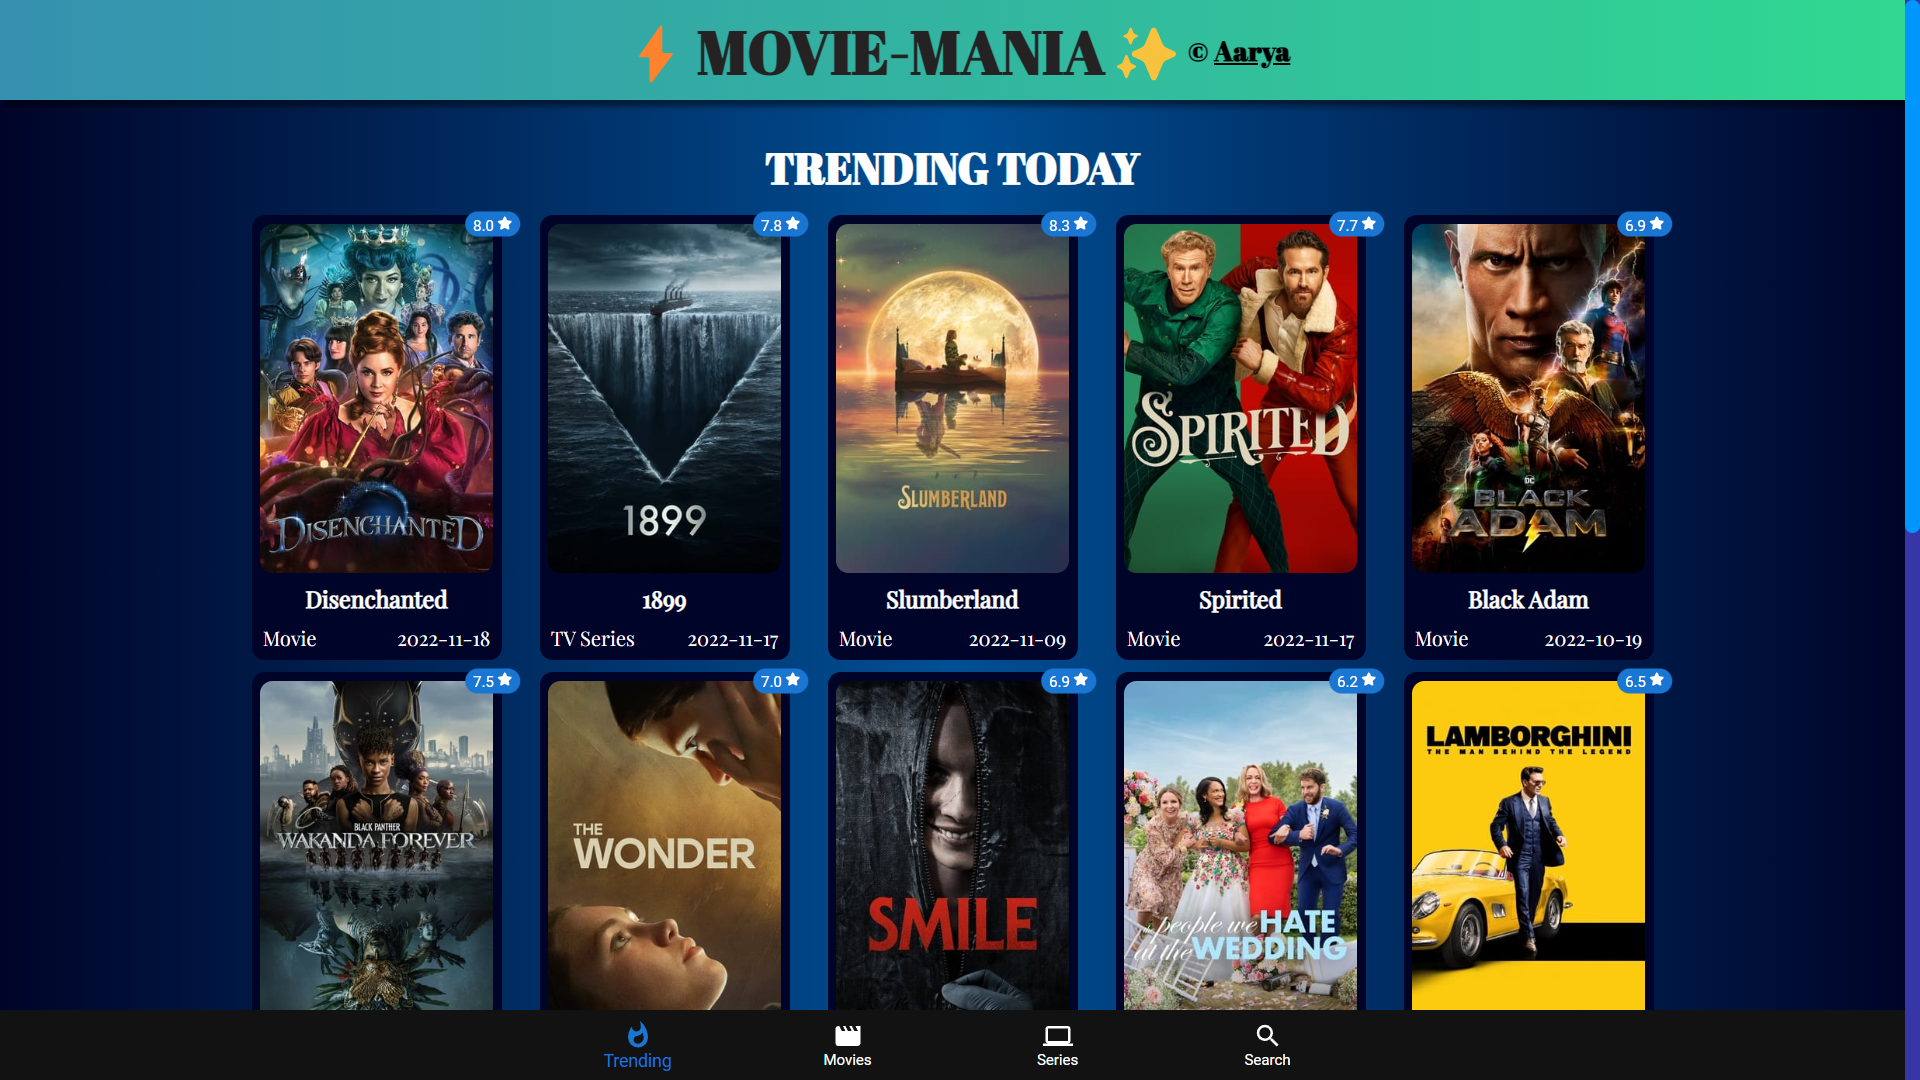 MOVIE-MANIA © Aarya
TRENDING TODAY
8.0
7.8
8.3
7.7
6.9
DISENCHANTED
1899
SLUMBERLAND
SPIRITED
DC
BLACK
ADAM
Disenchanted
1899
Slumberland
Spirited
Black Adam
Movie 2022-11-18
TV Series 2022-11-17
Movie 2022-11-09
Movie 2022-11-17
Movie 2022-10-19
7.5
7.0
6.9
6.2
6.5
BLACK PANTHER
WAKANDA FOREVER
THE
WONDER
SMILE
people we HATE
at the WEDDING
LAMBORGHINI
THE MAN BEHIND THE LEGEND
Trending
Movies
Series
Search